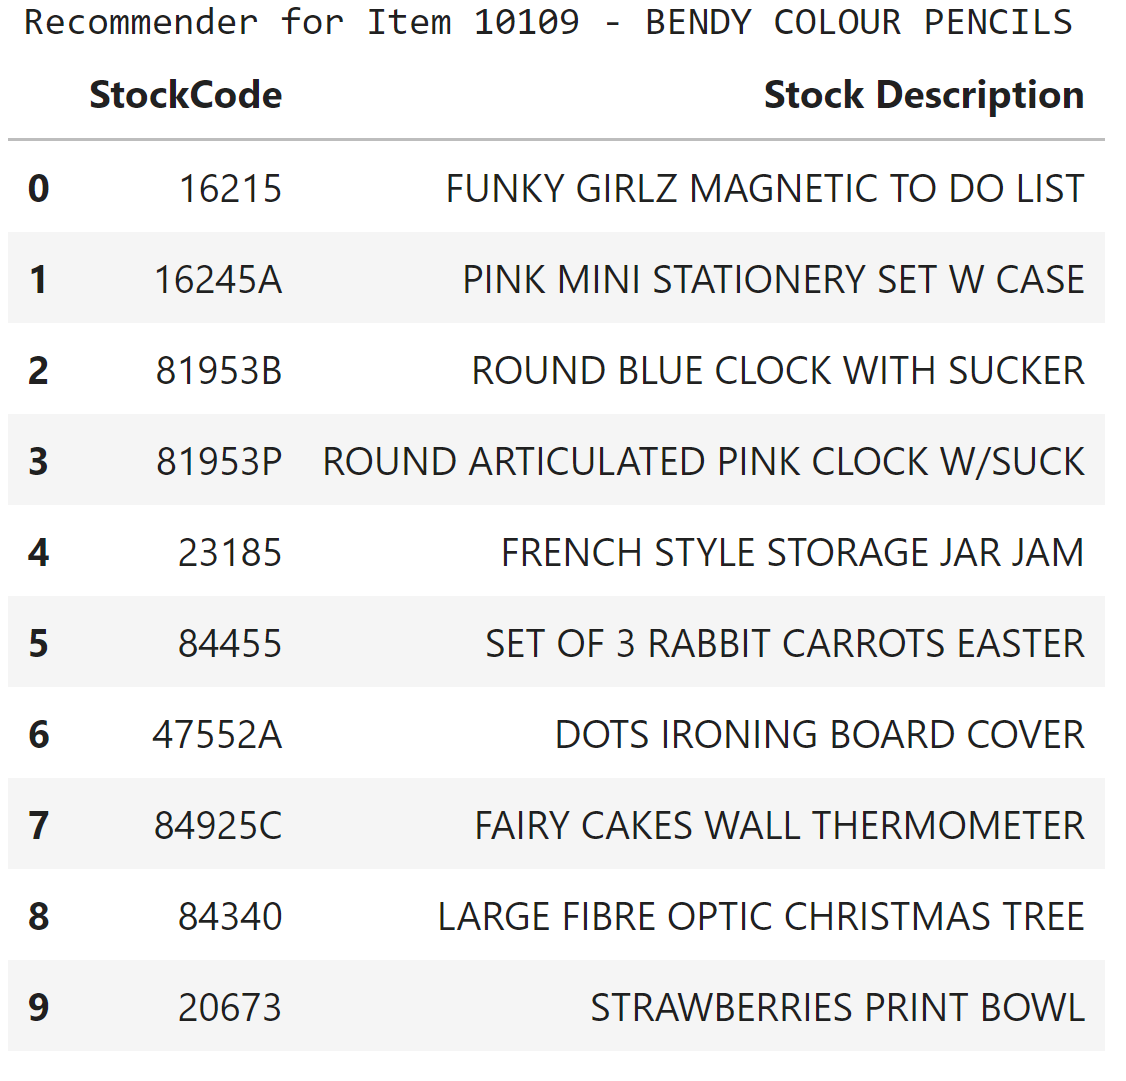 Recommender for Item 10109 - BENDY COLOUR PENCILS
StockCode Stock Description
0 16215 FUNKY GIRLZ MAGNETIC TO DO LIST
1 16245A PINK MINI STATIONERY SET W CASE
2 81953B ROUND BLUE CLOCK WITH SUCKER
3 81953P ROUND ARTICULATED PINK CLOCK W/SUCK
4 23185 FRENCH STYLE STORAGE JAR JAM
5 84455 SET OF 3 RABBIT CARROTS EASTER
6 47552A DOTS IRONING BOARD COVER
7 84925C FAIRY CAKES WALL THERMOMETER
8 84340 LARGE FIBRE OPTIC CHRISTMAS TREE
9 20673 STRAWBERRIES PRINT BOWL